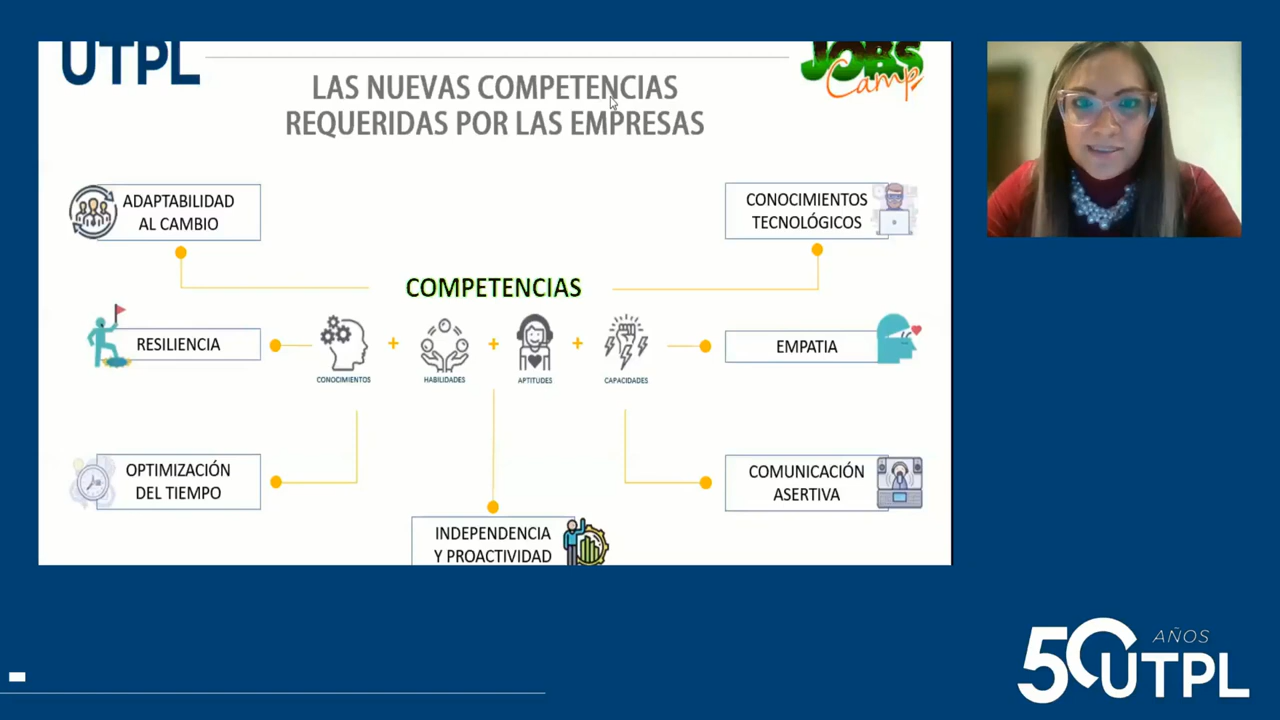 UTPL
JOBS
Camp
LAS NUEVAS COMPETENCIAS
REQUERIDAS POR LAS EMPRESAS
ADAPTABILIDAD
AL CAMBIO
CONOCIMIENTOS
TECNOLÓGICOS
COMPETENCIAS
RESILIENCIA
+ + +
EMPATIA
CONOCIMIENTOS HABILIDADES APTITUDES CAPACIDADES
OPTIMIZACIÓN
DEL TIEMPO
COMUNICACIÓN
ASERTIVA
INDEPENDENCIA
Y PROACTIVIDAD
50 AÑOS
UTPL